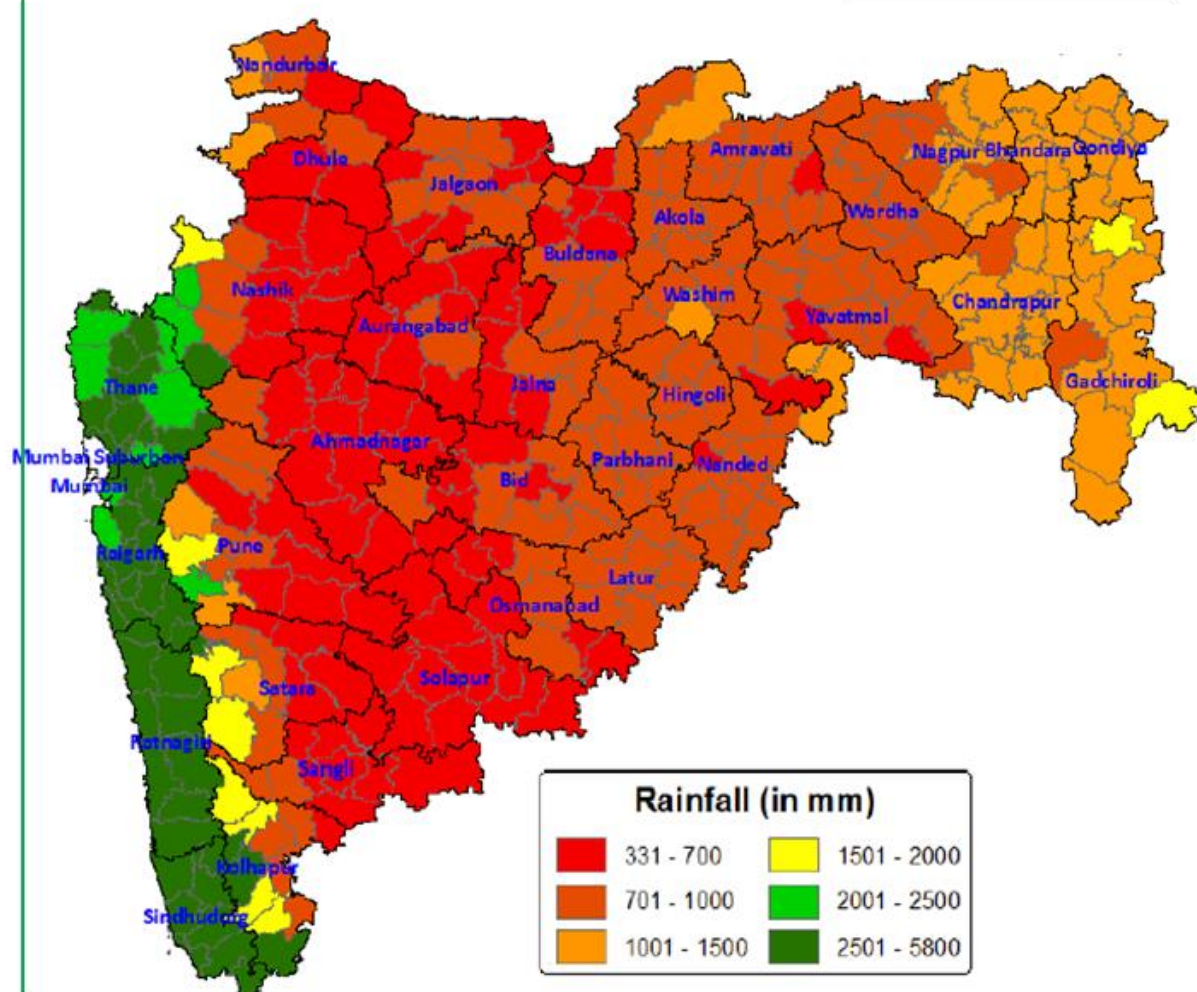 Nandurbar
Dhule
Jalgaon
Amravati
Nagpur Bhandara Gondiya
Akola
Wardha
Buldana
Nashik
Washim
Chandrapur
Aurangabad
Yavatmal
Thane
Jalna
Hingoli
Gadchiroli
Ahmadnagar
Mumbai Suburban
Parbhani
Nanded
Mumbai
Bid
Raigarh
Pune
Latur
Osmanabad
Satara
Solapur
Ratnagiri
Sangli
Kolhapur
Sindhudurg
Rainfall (in mm)
331 - 700
1501 - 2000
701 - 1000
2001 - 2500
1001 - 1500
2501 - 5800